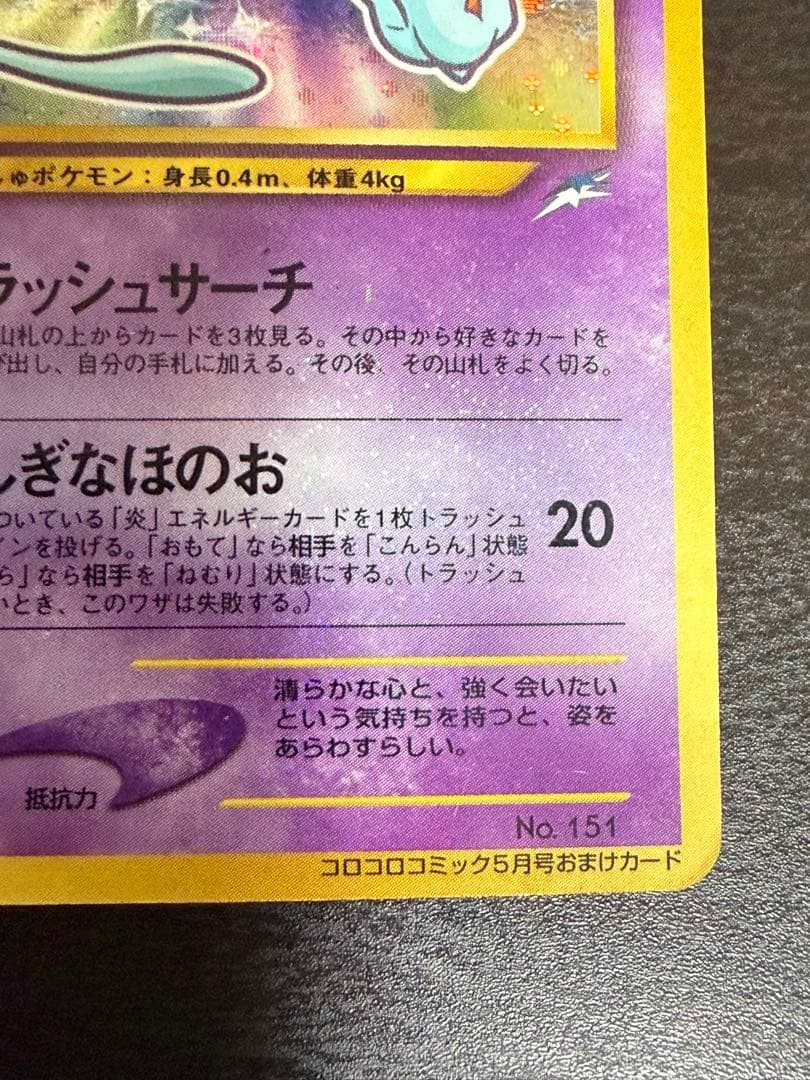 ゅポケモン：身長0.4m、体重4kg
ラッシュサーチ
山札の上からカードを3枚見る。その中から好きなカードを
び出し、自分の手札に加える。その後、その山札をよく切る。
しぎなほのお
ついている「炎」エネルギーカードを1枚トラッシュ
インを投げる。「おもて」なら相手を「こんらん」状態
ら」なら相手を「ねむり」状態にする。（トラッシュ
いとき、このワザは失敗する。）
20
清らかな心と、強く会いたい
という気持ちを持つと、姿を
あらわすらしい。
抵抗力
No. 151
コロコロコミック5月号おまけカード